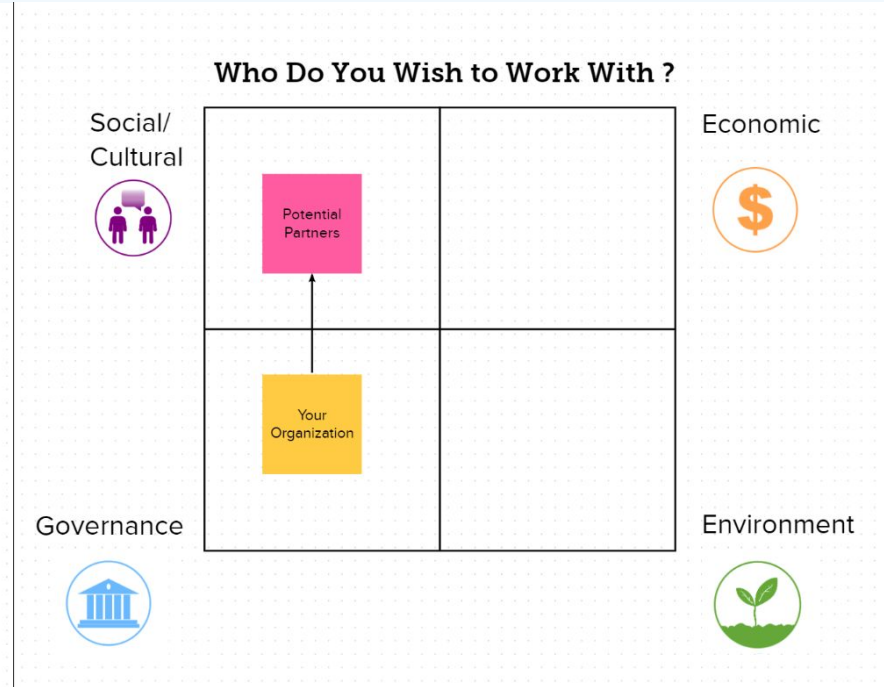 Who Do You Wish to Work With ?
Social/
Cultural
Economic
Potential
Partners
Your
Organization
Governance
Environment